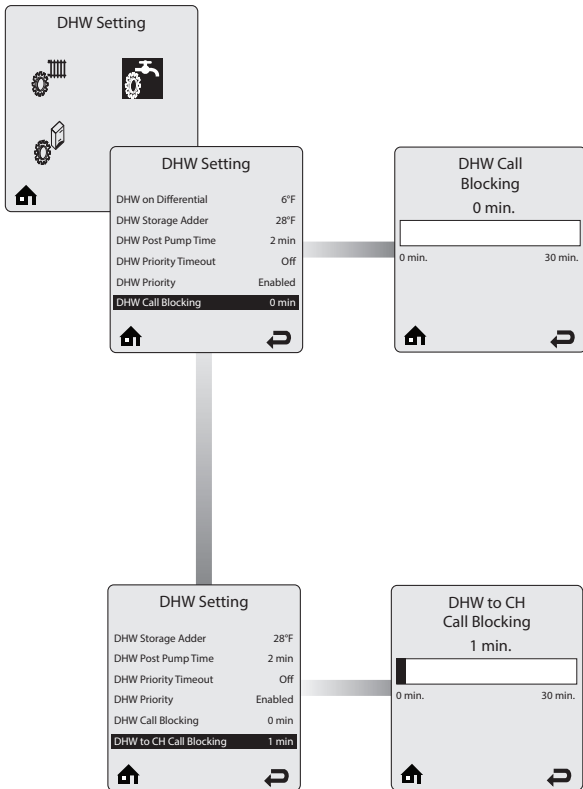 DHW Setting
DHW Setting
DHW on Differential 6°F
DHW Storage Adder 28°F
DHW Post Pump Time 2 min
DHW Priority Timeout Off
DHW Priority Enabled
DHW Call Blocking 0 min
DHW Call
Blocking
0 min.
0 min. 30 min.
DHW Setting
DHW Storage Adder 28°F
DHW Post Pump Time 2 min
DHW Priority Timeout Off
DHW Priority Enabled
DHW Call Blocking 0 min
DHW to CH Call Blocking 1 min
DHW to CH
Call Blocking
1 min.
0 min. 30 min.